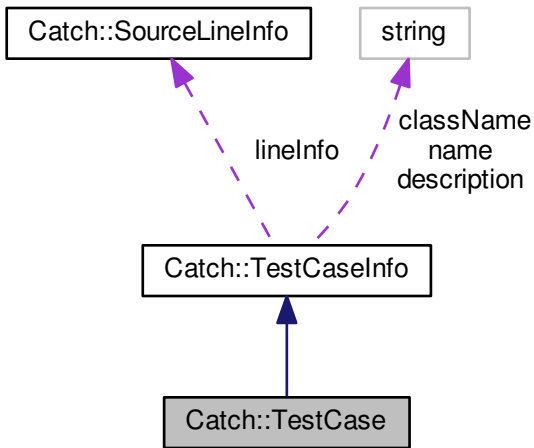 Catch::SourceLineInfo
string
lineInfo
className
name
description
Catch::TestCaseInfo
Catch::TestCase